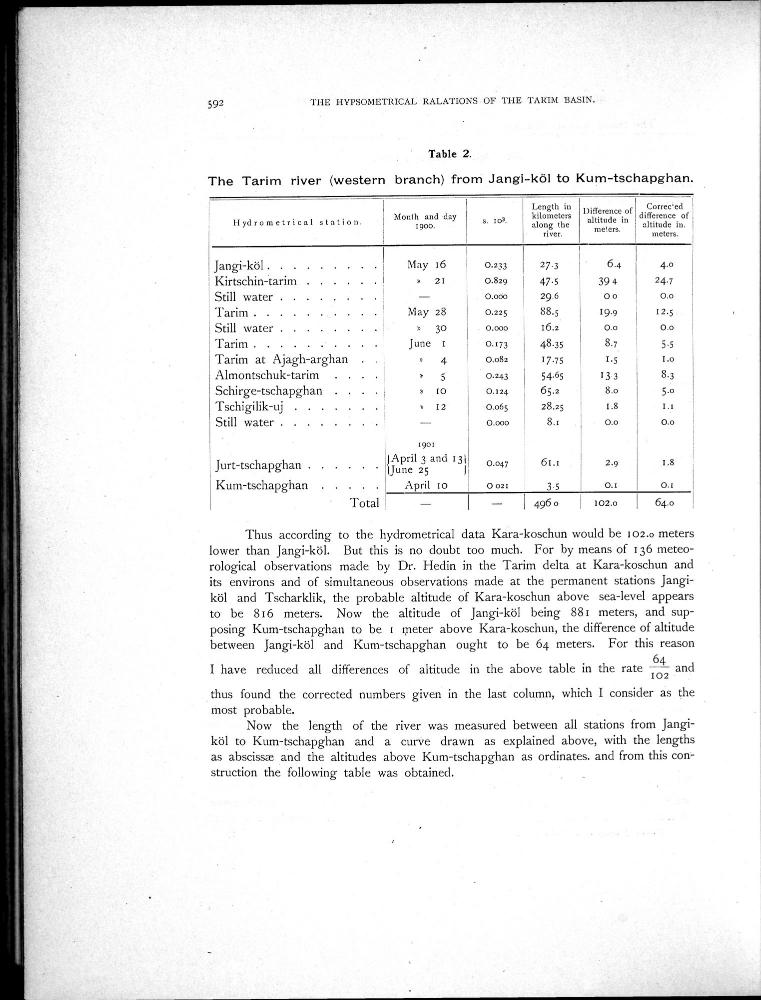 592 THE HYPSOMETRICAL RALATIONS OF THE TARIM BASIN.
Table 2.
The Tarim river (western branch) from Jangi-köl to Kum-tschapghan.
Hydrometrical station. | Month and day 1900. | s. 10³. | Length in kilometers along the river. | Difference of altitude in meters. | Corrected difference of altitude in. meters.
Jangi-köl . . . . . . . . . May 16 0.233 27.3 6.4 4.0
Kirtschin-tarim . . . . . . » 21 0.829 47.5 39 4 24.7
Still water . . . . . . . . — 0.000 29.6 0 0 0.0
Tarim . . . . . . . . . . May 28 0.225 88.5 19.9 12.5
Still water . . . . . . . . » 30 0.000 16.2 0.0 0.0
Tarim . . . . . . . . . . June 1 0.173 48.35 8.7 5.5
Tarim at Ajagh-arghan . . » 4 0.082 17.75 1.5 1.0
Almontschuk-tarim . . . . » 5 0.243 54.65 13 3 8.3
Schirge-tschapghan . . . . » 10 0.124 65.2 8.0 5.0
Tschigilik-uj . . . . . . . » 12 0.065 28.25 1.8 1.1
Still water . . . . . . . . — 0.000 8.1 0.0 0.0
1901
Jurt-tschapghan . . . . . . {April 3 and 13 June 25} 0.047 61.1 2.9 1.8
Kum-tschapghan . . . . . April 10 0 021 3.5 0.1 0.1
Total — — 496 0 102.0 64.0
Thus according to the hydrometrical data Kara-koschun would be 102.0 meters
lower than Jangi-köl. But this is no doubt too much. For by means of 136 meteo-
rological observations made by Dr. Hedin in the Tarim delta at Kara-koschun and
its environs and of simultaneous observations made at the permanent stations Jangi-
köl and Tscharklik, the probable altitude of Kara-koschun above sea-level appears
to be 816 meters. Now the altitude of Jangi-köl being 881 meters, and sup-
posing Kum-tschapghan to be 1 meter above Kara-koschun, the difference of altitude
between Jangi-köl and Kum-tschapghan ought to be 64 meters. For this reason
I have reduced all differences of altitude in the above table in the rate 64/102 and
thus found the corrected numbers given in the last column, which I consider as the
most probable.
Now the length of the river was measured between all stations from Jangi-
köl to Kum-tschapghan and a curve drawn as explained above, with the lengths
as abscissæ and the altitudes above Kum-tschapghan as ordinates. and from this con-
struction the following table was obtained.